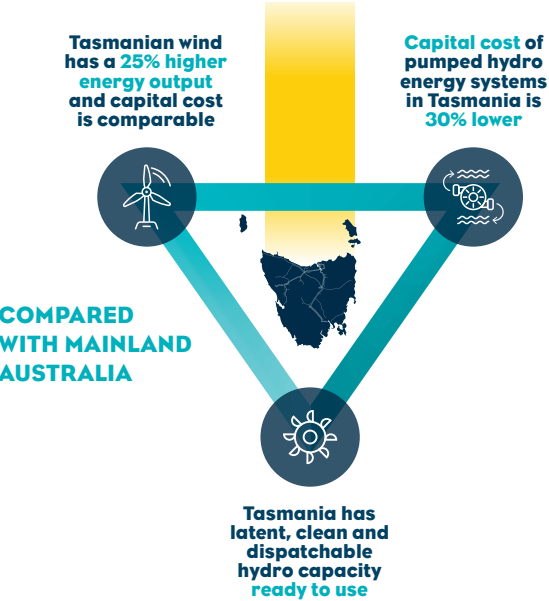 Tasmanian wind
has a 25% higher
energy output
and capital cost
is comparable
Capital cost of
pumped hydro
energy systems
in Tasmania is
30% lower
COMPARED
WITH MAINLAND
AUSTRALIA
Tasmania has
latent, clean and
dispatchable
hydro capacity
ready to use